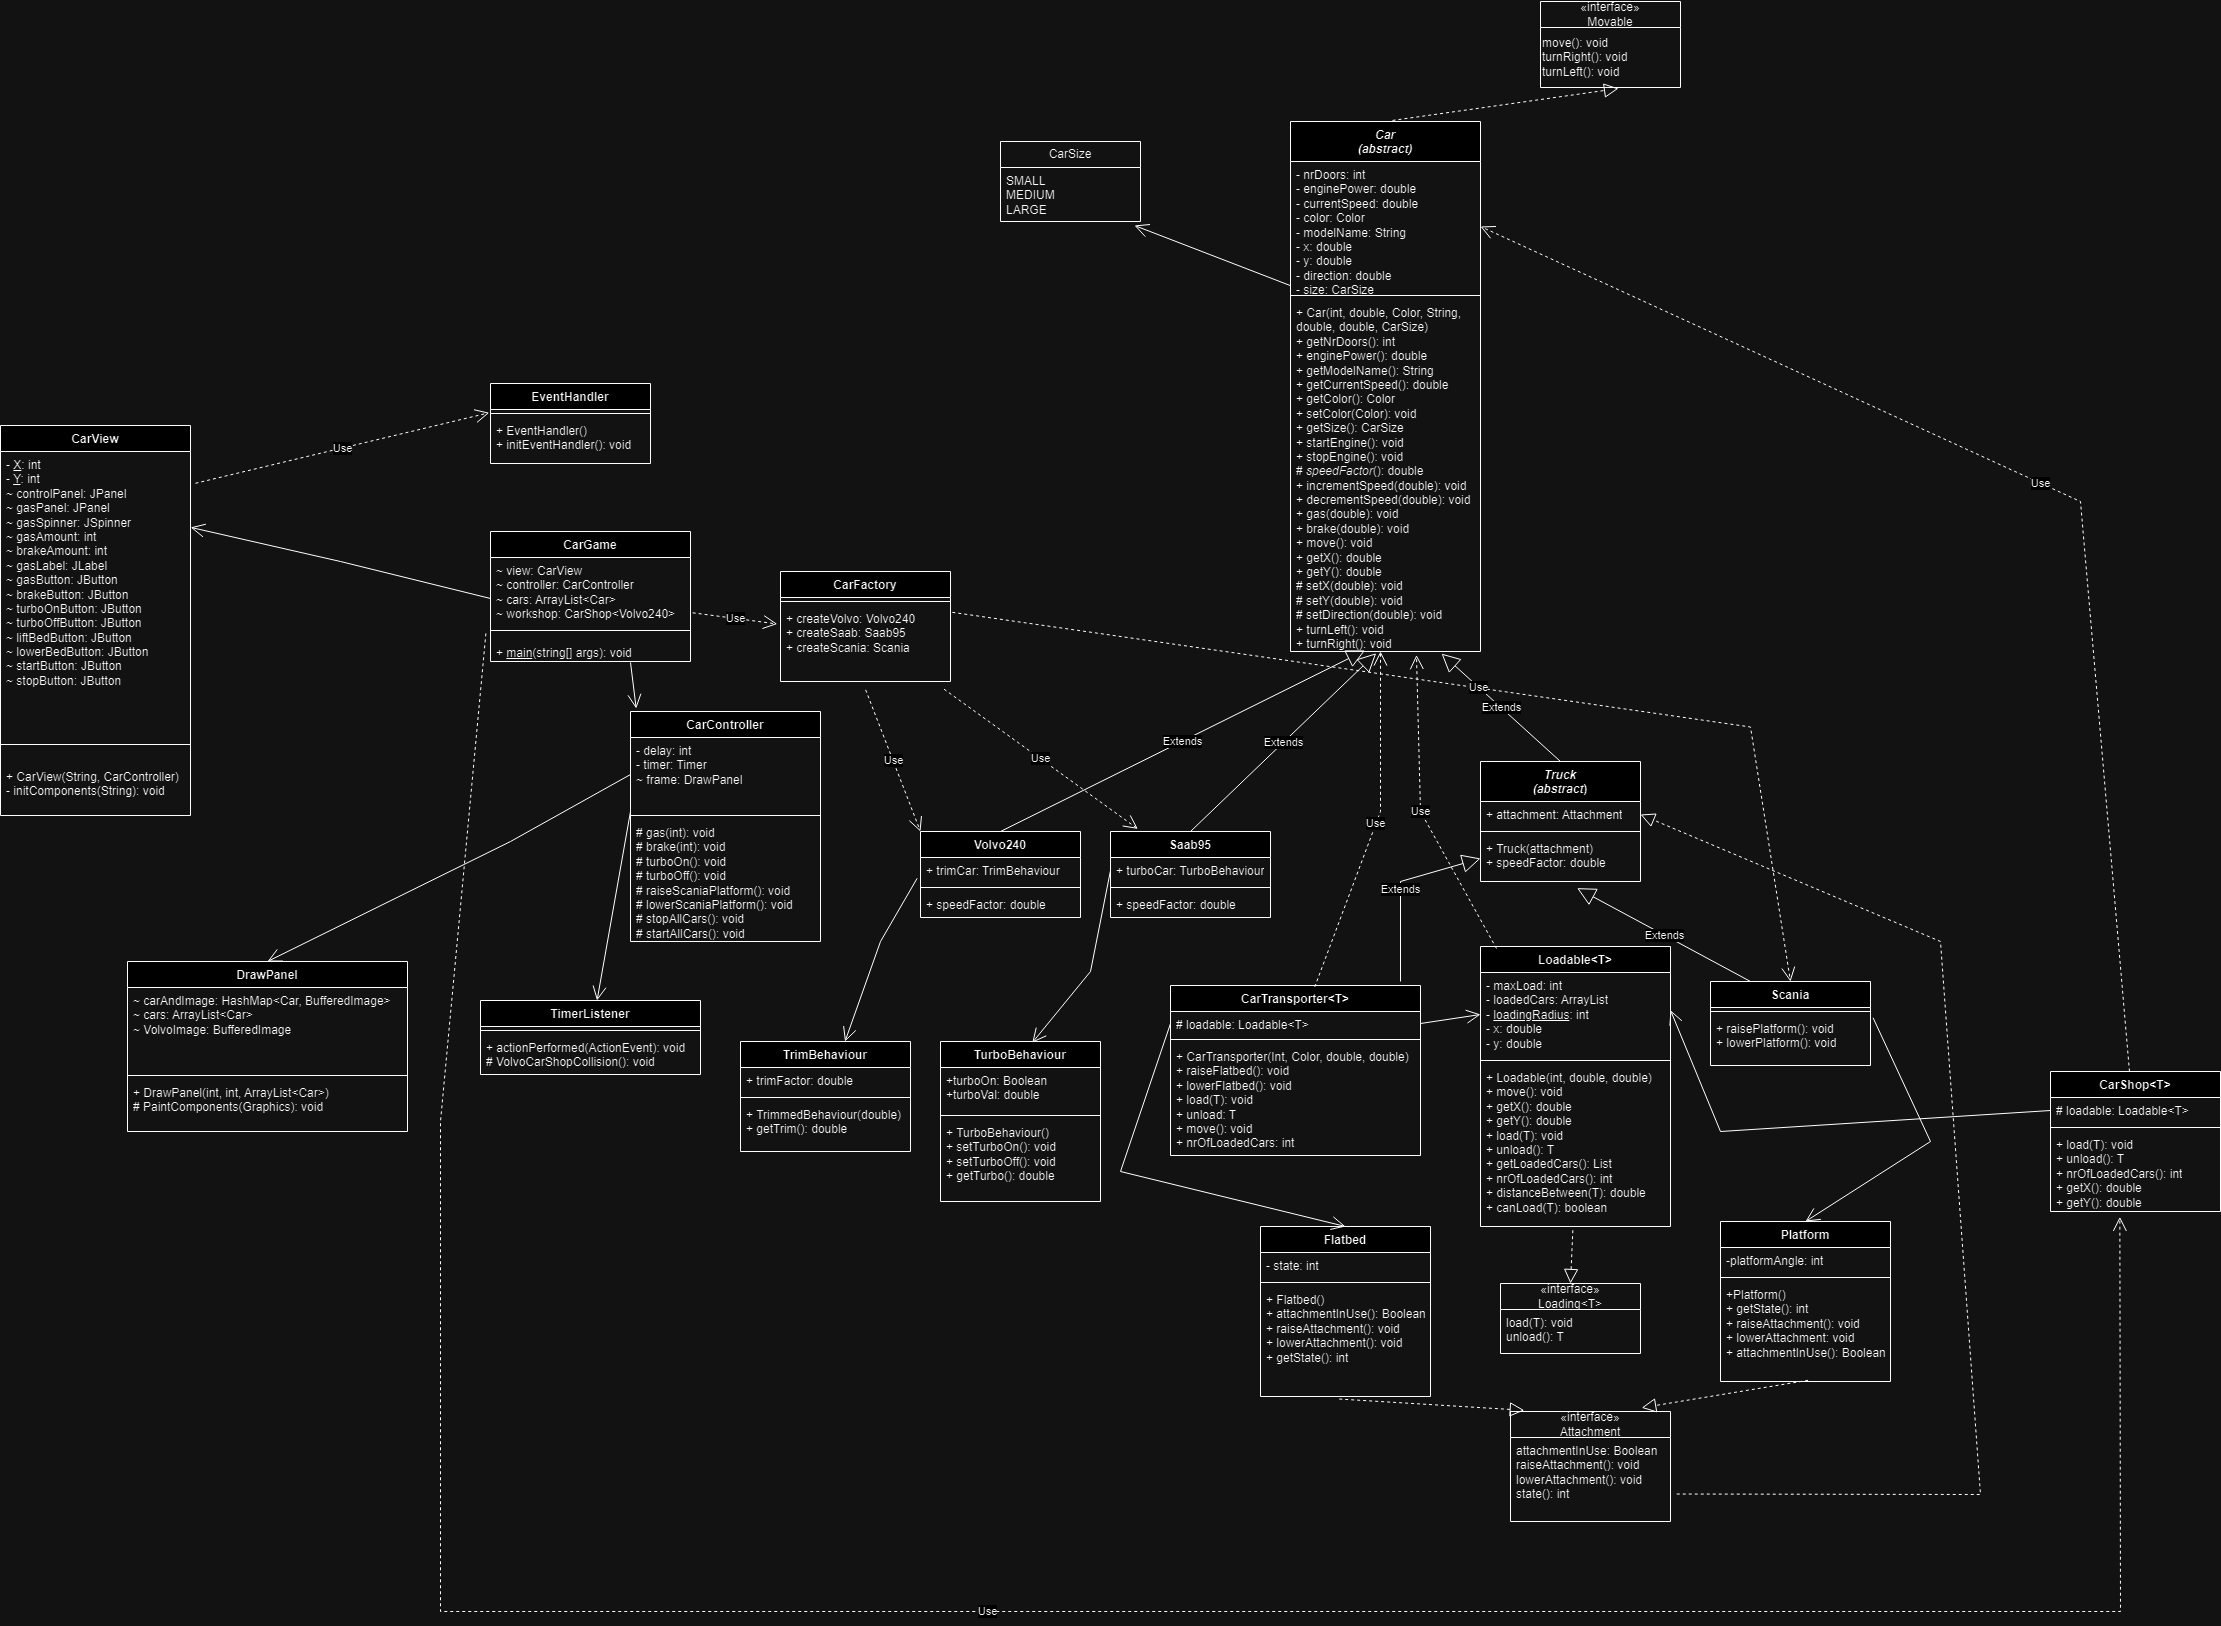 «interface»
Movable
move(): void
turnRight(): void
turnLeft(): void
Car
(abstract)
- nrDoors: int
- enginePower: double
- currentSpeed: double
- color: Color
- modelName: String
- x: double
- y: double
- direction: double
- size: CarSize
+ Car(int, double, Color, String,
double, double, CarSize)
+ getNrDoors(): int
+ enginePower(): double
+ getModelName(): String
+ getCurrentSpeed(): double
+ getColor(): Color
+ setColor(Color): void
+ getSize(): CarSize
+ startEngine(): void
+ stopEngine(): void
# speedFactor(): double
+ incrementSpeed(double): void
+ decrementSpeed(double): void
+ gas(double): void
+ brake(double): void
+ move(): void
+ getX(): double
+ getY(): double
# setX(double): void
# setY(double): void
# setDirection(double): void
+ turnLeft(): void
+ turnRight(): void
CarSize
SMALL
MEDIUM
LARGE
Use
EventHandler
+ EventHandler()
+ initEventHandler(): void
Use
CarView
- X: int
- Y: int
~ controlPanel: JPanel
~ gasPanel: JPanel
~ gasSpinner: JSpinner
~ gasAmount: int
~ brakeAmount: int
~ gasLabel: JLabel
~ gasButton: JButton
~ brakeButton: JButton
~ turboOnButton: JButton
~ turboOffButton: JButton
~ liftBedButton: JButton
~ lowerBedButton: JButton
~ startButton: JButton
~ stopButton: JButton
+ CarView(String, CarController)
- initComponents(String): void
CarGame
~ view: CarView
~ controller: CarController
~ cars: ArrayList<Car>
~ workshop: CarShop<Volvo240>
+ main(string[] args): void
Use
CarFactory
+ createVolvo: Volvo240
+ createSaab: Saab95
+ createScania: Scania
Use
Extends
CarController
- delay: int
- timer: Timer
~ frame: DrawPanel
# gas(int): void
# brake(int): void
# turboOn(): void
# turboOff(): void
# raiseScaniaPlatform(): void
# lowerScaniaPlatform(): void
# stopAllCars(): void
# startAllCars(): void
Use
Use
Extends
Extends
Truck
(abstract)
+ attachment: Attachment
+ Truck(attachment)
+ speedFactor: double
Use
Use
Extends
Extends
Volvo240
+ trimCar: TrimBehaviour
+ speedFactor: double
Saab95
+ turboCar: TurboBehaviour
+ speedFactor: double
DrawPanel
~ carAndImage: HashMap<Car, BufferedImage>
~ cars: ArrayList<Car>
~ VolvoImage: BufferedImage
+ DrawPanel(int, int, ArrayList<Car>)
# PaintComponents(Graphics): void
TimerListener
+ actionPerformed(ActionEvent): void
# VolvoCarShopCollision(): void
TrimBehaviour
+ trimFactor: double
+ TrimmedBehaviour(double)
+ getTrim(): double
TurboBehaviour
+turboOn: Boolean
+turboVal: double
+ TurboBehaviour()
+ setTurboOn(): void
+ setTurboOff(): void
+ getTurbo(): double
CarTransporter<T>
# loadable: Loadable<T>
+ CarTransporter(Int, Color, double, double)
+ raiseFlatbed(): void
+ lowerFlatbed(): void
+ load(T): void
+ unload: T
+ move(): void
+ nrOfLoadedCars: int
Loadable<T>
- maxLoad: int
- loadedCars: ArrayList
- loadingRadius: int
- x: double
- y: double
+ Loadable(int, double, double)
+ move(): void
+ getX(): double
+ getY(): double
+ load(T): void
+ unload(): T
+ getLoadedCars(): List
+ nrOfLoadedCars(): int
+ distanceBetween(T): double
+ canLoad(T): boolean
Scania
+ raisePlatform(): void
+ lowerPlatform(): void
CarShop<T>
# loadable: Loadable<T>
+ load(T): void
+ unload(): T
+ nrOfLoadedCars(): int
+ getX(): double
+ getY(): double
Flatbed
- state: int
+ Flatbed()
+ attachmentInUse(): Boolean
+ raiseAttachment(): void
+ lowerAttachment(): void
+ getState(): int
«interface»
Loading<T>
load(T): void
unload(): T
Platform
-platformAngle: int
+Platform()
+ getState(): int
+ raiseAttachment(): void
+ lowerAttachment: void
+ attachmentInUse(): Boolean
«interface»
Attachment
attachmentInUse: Boolean
raiseAttachment(): void
lowerAttachment(): void
state(): int
Use